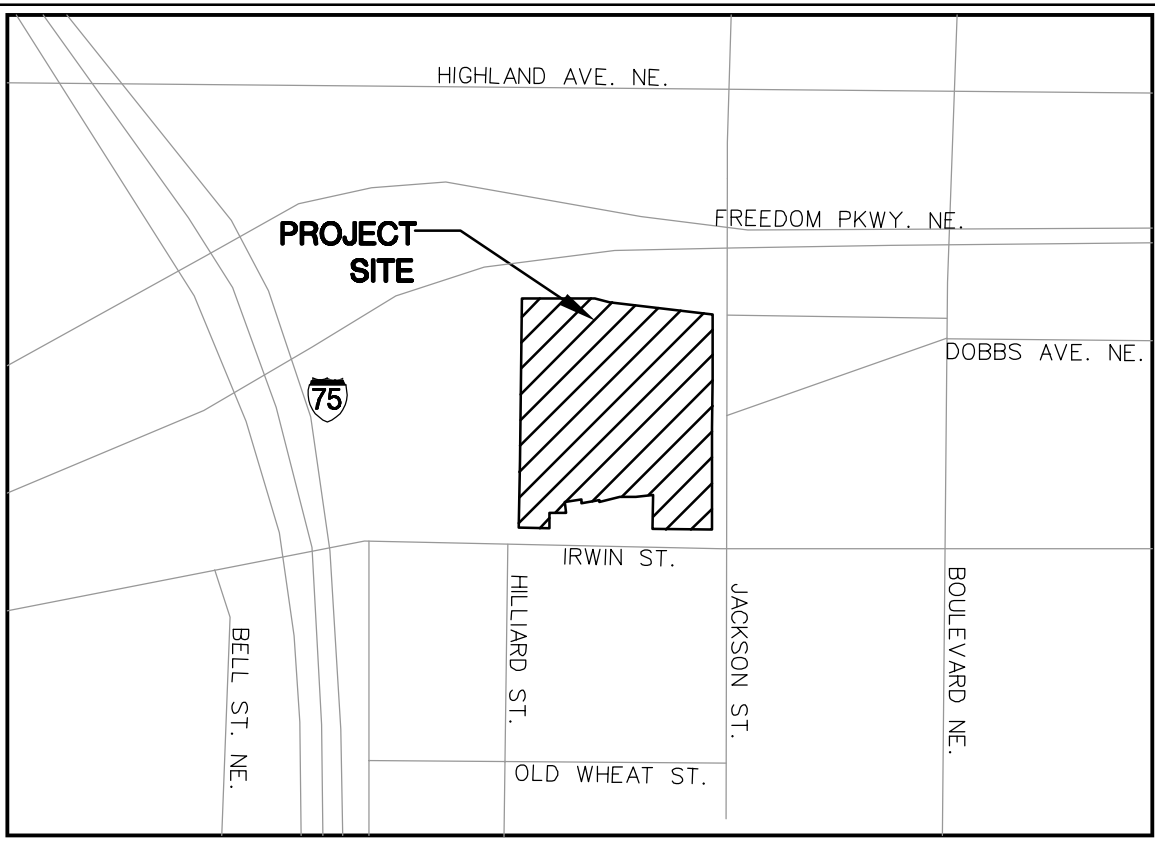 HIGHLAND AVE. NE.
FREEDOM PKWY. NE.
PROJECT
SITE
DOBBS AVE. NE.
75
IRWIN ST.
HILLIARD ST.
JACKSON ST.
BOULEVARD NE.
BELL ST. NE.
OLD WHEAT ST.